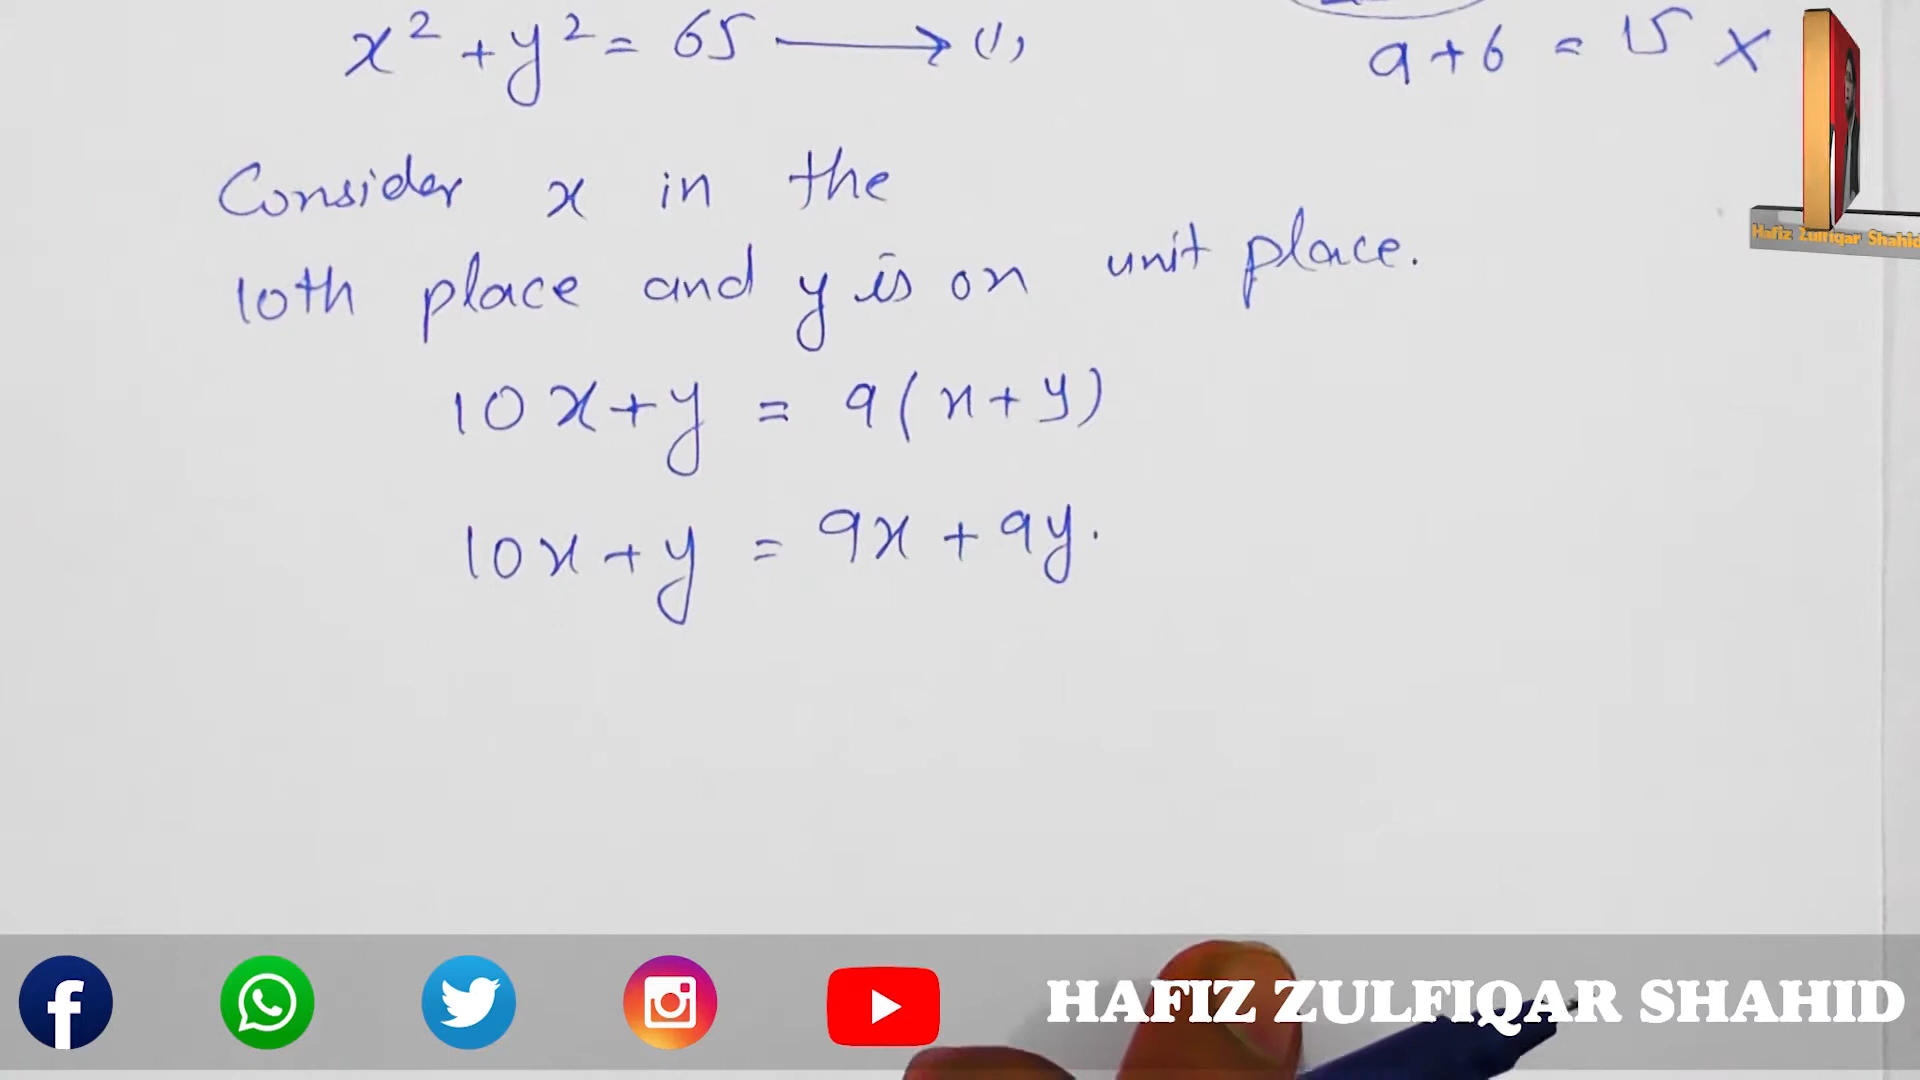 x² + y² = 65 ⟶ (1)
a + b = 15 ×
Consider x in the
10th place and y is on unit place.
10x + y = 9(x + y)
10x + y = 9x + 9y.
Hafiz Zulfiqar Shahid
HAFIZ ZULFIQAR SHAHID